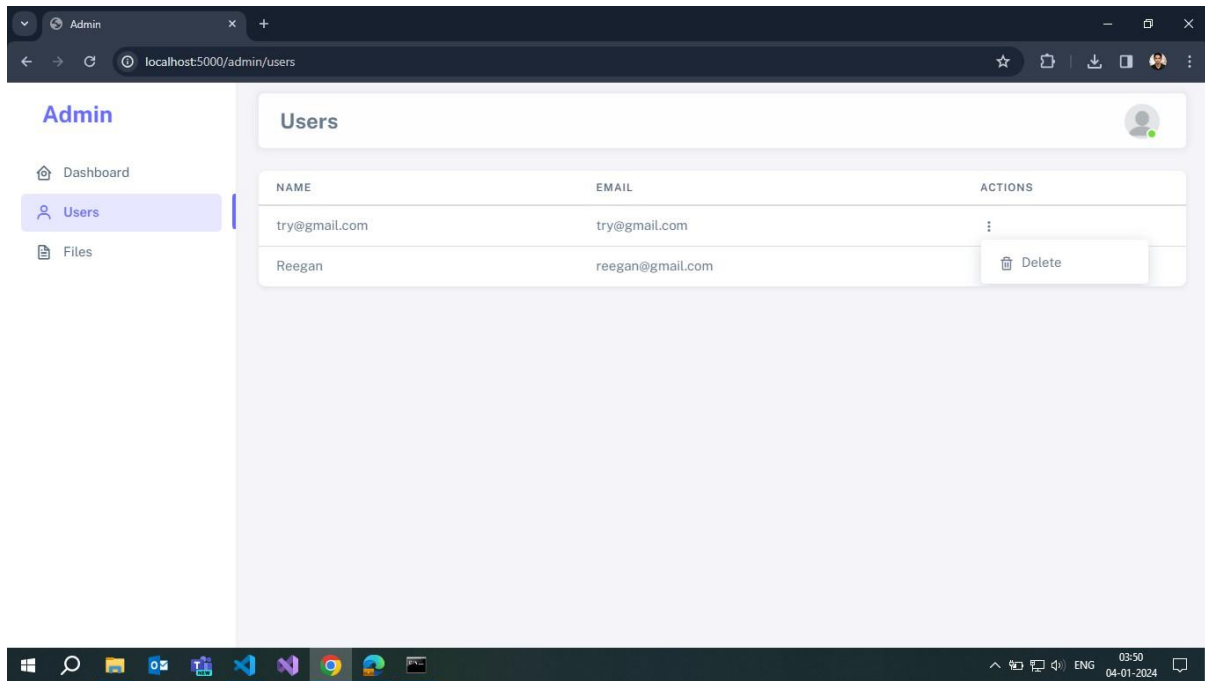 Admin
localhost:5000/admin/users
Admin
Users
Dashboard
Users
Files
NAME EMAIL ACTIONS
try@gmail.com try@gmail.com
Reegan reegan@gmail.com
Delete
ENG
03:50
04-01-2024